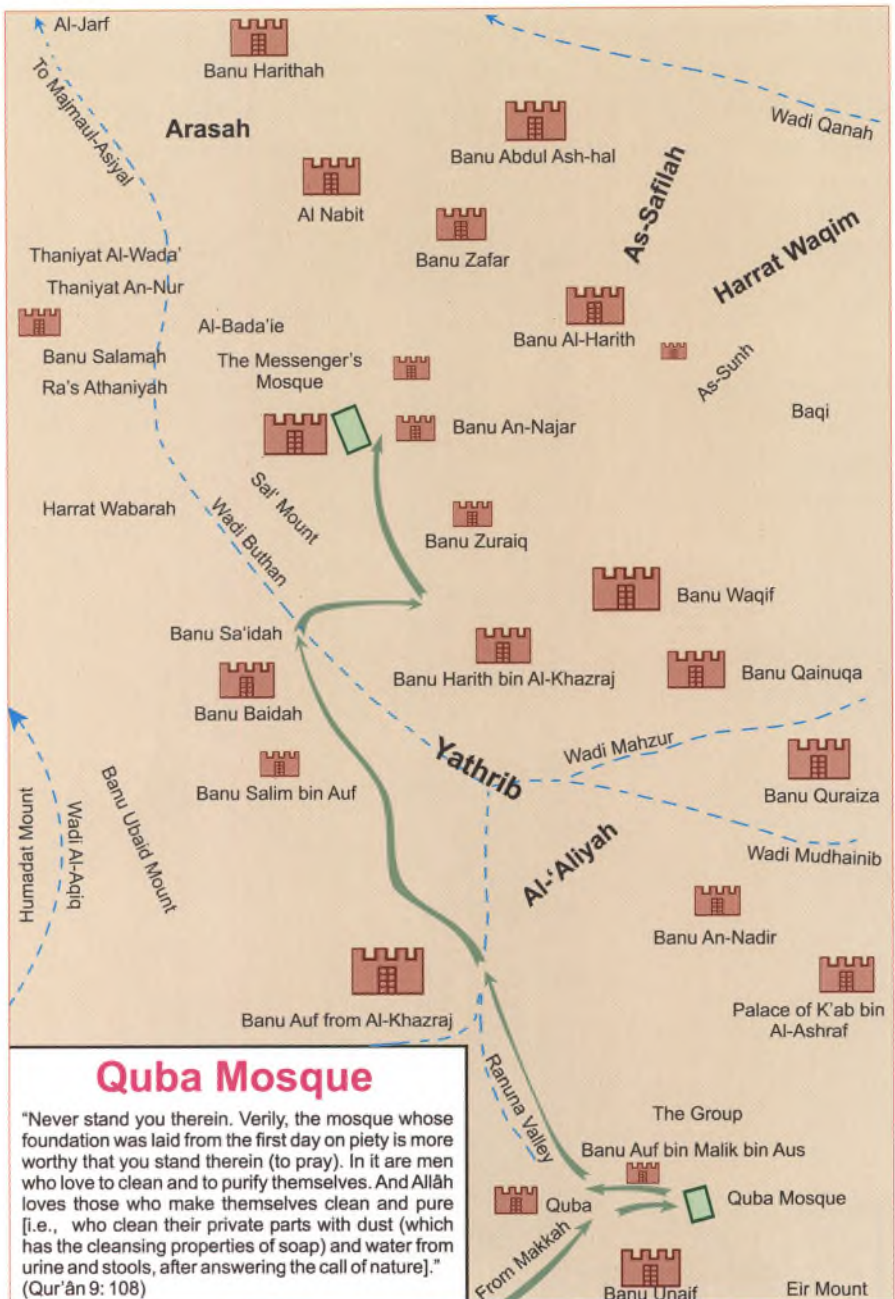 Al-Jarf
To Majmaul-Asiyal
Banu Harithah
Arasah
Wadi Qanah
Banu Abdul Ash-hal
As-Safilah
Al Nabit
Banu Zafar
Harrat Waqim
Thaniyat Al-Wada'
Thaniyat An-Nur
Al-Bada'ie
Banu Al-Harith
Banu Salamah
The Messenger's
Mosque
As-Sunh
Ra's Athaniyah
Baqi
Banu An-Najar
Sal' Mount
Harrat Wabarah
Wadi Buthan
Banu Zuraiq
Banu Waqif
Banu Sa'idah
Banu Harith bin Al-Khazraj
Banu Qainuqa
Banu Baidah
Yathrib
Wadi Mahzur
Banu Salim bin Auf
Banu Quraiza
Humadat Mount
Wadi Al-Aqiq
Banu Ubaid Mount
Al-'Aliyah
Wadi Mudhainib
Banu An-Nadir
Banu Auf from Al-Khazraj
Palace of K'ab bin
Al-Ashraf
Ranuna Valley
The Group
Banu Auf bin Malik bin Aus
Quba
Quba Mosque
From Makkah
Banu Unaif
Eir Mount
Quba Mosque
"Never stand you therein. Verily, the mosque whose
foundation was laid from the first day on piety is more
worthy that you stand therein (to pray). In it are men
who love to clean and to purify themselves. And Allâh
loves those who make themselves clean and pure
[i.e., who clean their private parts with dust (which
has the cleansing properties of soap) and water from
urine and stools, after answering the call of nature]."
(Qur'ân 9: 108)